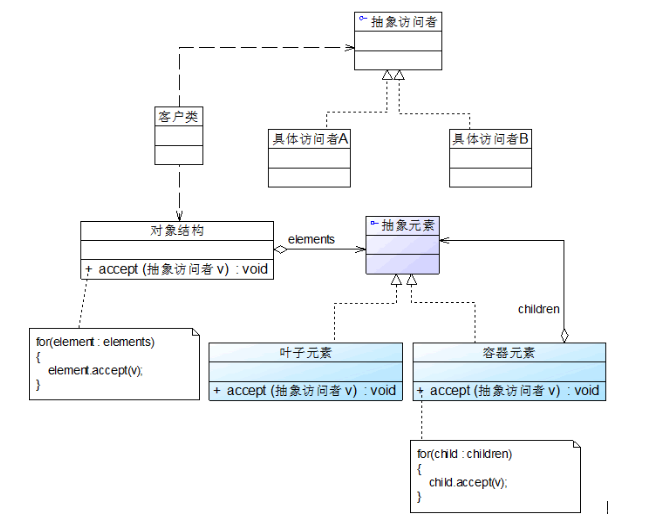 抽象访问者
客户类
具体访问者A
具体访问者B
对象结构
+ accept (抽象访问者 v) : void
elements
抽象元素
children
for(element : elements)
{
element.accept(v);
}
叶子元素
+ accept (抽象访问者 v) : void
容器元素
+ accept (抽象访问者 v) : void
for(child : children)
{
child.accept(v);
}